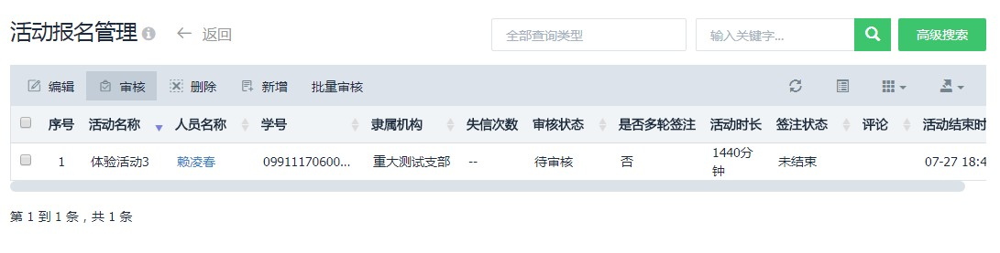 活动报名管理 返回 全部查询类型 输入关键字... 高级搜索
编辑 审核 删除 新增 批量审核
序号 活动名称 人员名称 学号 隶属机构 失信次数 审核状态 是否多轮签注 活动时长 签注状态 评论 活动结束时
1 体验活动3 赖凌春 09911170600... 重大测试支部 -- 待审核 否 1440分钟 未结束 07-27 18:4
第 1 到 1 条，共 1 条